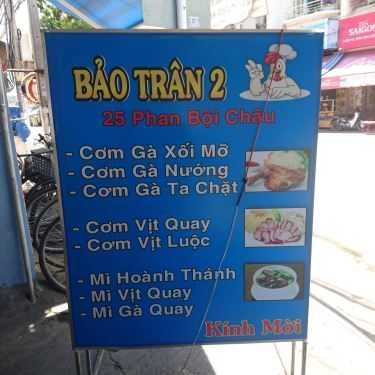 BẢO TRÂN 2
25 Phan Bội Châu
- Cơm Gà Xối Mỡ
- Cơm Gà Nướng
- Cơm Gà Ta Chặt
- Cơm Vịt Quay
- Cơm Vịt Luộc
- Mì Hoành Thánh
- Mì Vịt Quay
- Mì Gà Quay
Kính Mời
SAIGON